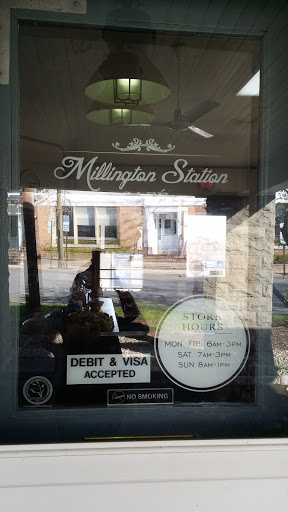 Millington Station
STORE
HOURS
MON-FRI 6AM-3PM
SAT. 7AM-3PM
SUN 8AM-1PM
DEBIT & VISA
ACCEPTED
NO SMOKING